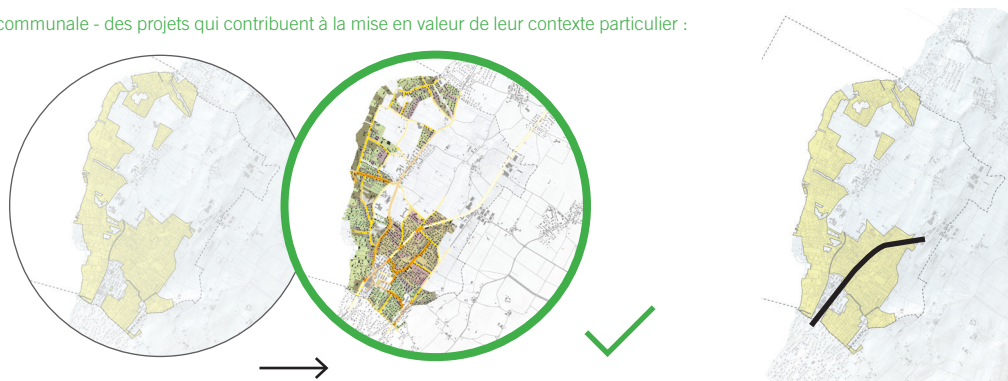 communale - des projets qui contribuent à la mise en valeur de leur contexte particulier :